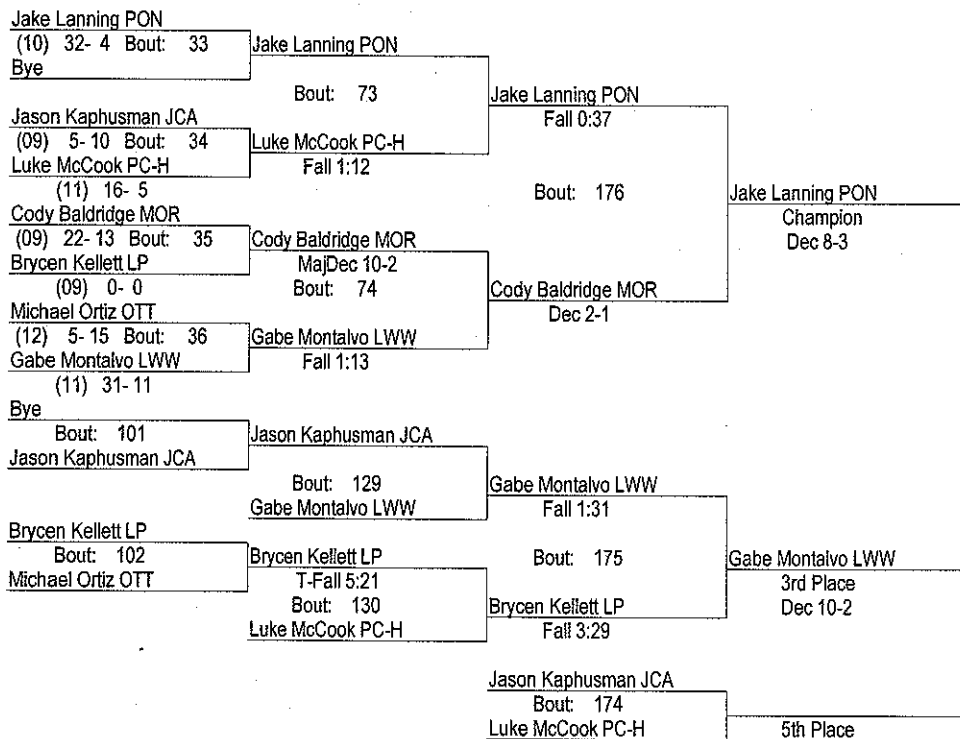 Jake Lanning PON
(10) 32- 4 Bout: 33
Bye
Jake Lanning PON
Bout: 73
Jason Kaphusman JCA
(09) 5- 10 Bout: 34
Luke McCook PC-H
(11) 16- 5
Luke McCook PC-H
Fall 1:12
Jake Lanning PON
Fall 0:37
Bout: 176
Cody Baldridge MOR
(09) 22- 13 Bout: 35
Brycen Kellett LP
(09) 0- 0
Cody Baldridge MOR
MajDec 10-2
Bout: 74
Michael Ortiz OTT
(12) 5- 15 Bout: 36
Gabe Montalvo LWW
(11) 31- 11
Gabe Montalvo LWW
Fall 1:13
Cody Baldridge MOR
Dec 2-1
Jake Lanning PON
Champion
Dec 8-3
Bye
Bout: 101
Jason Kaphusman JCA
Jason Kaphusman JCA
Bout: 129
Gabe Montalvo LWW
Gabe Montalvo LWW
Fall 1:31
Bout: 175
Brycen Kellett LP
Bout: 102
Michael Ortiz OTT
Brycen Kellett LP
T-Fall 5:21
Bout: 130
Luke McCook PC-H
Brycen Kellett LP
Fall 3:29
Gabe Montalvo LWW
3rd Place
Dec 10-2
Jason Kaphusman JCA
Bout: 174
Luke McCook PC-H
5th Place